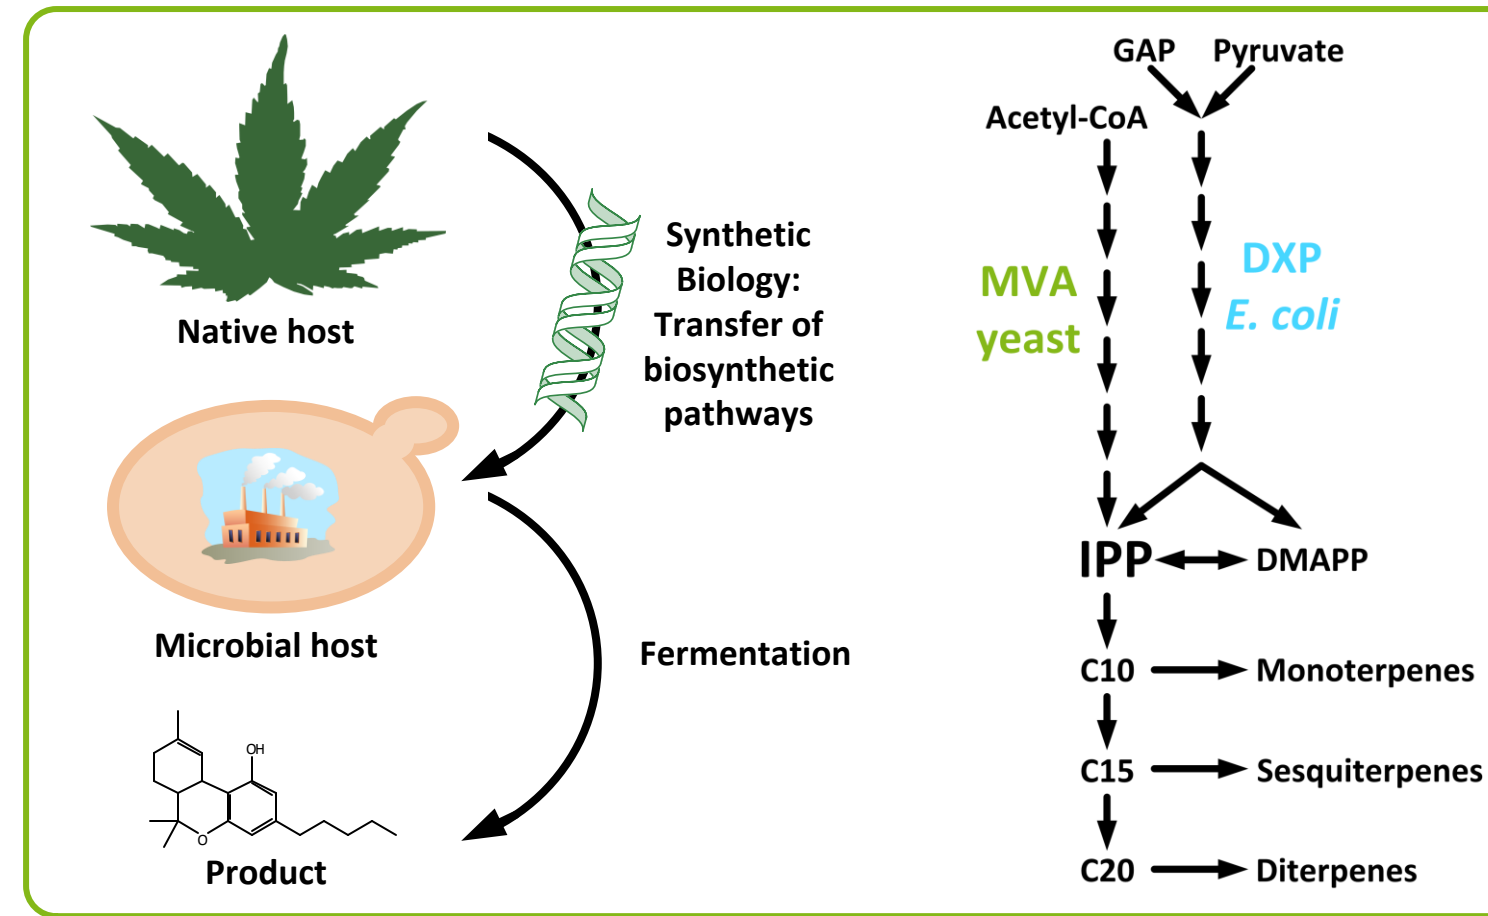 Native host
Synthetic
Biology:
Transfer of
biosynthetic
pathways
Microbial host
Fermentation
OH
O
Product
GAP Pyruvate
Acetyl-CoA
MVA
yeast
DXP
E. coli
IPP DMAPP
C10 Monoterpenes
C15 Sesquiterpenes
C20 Diterpenes